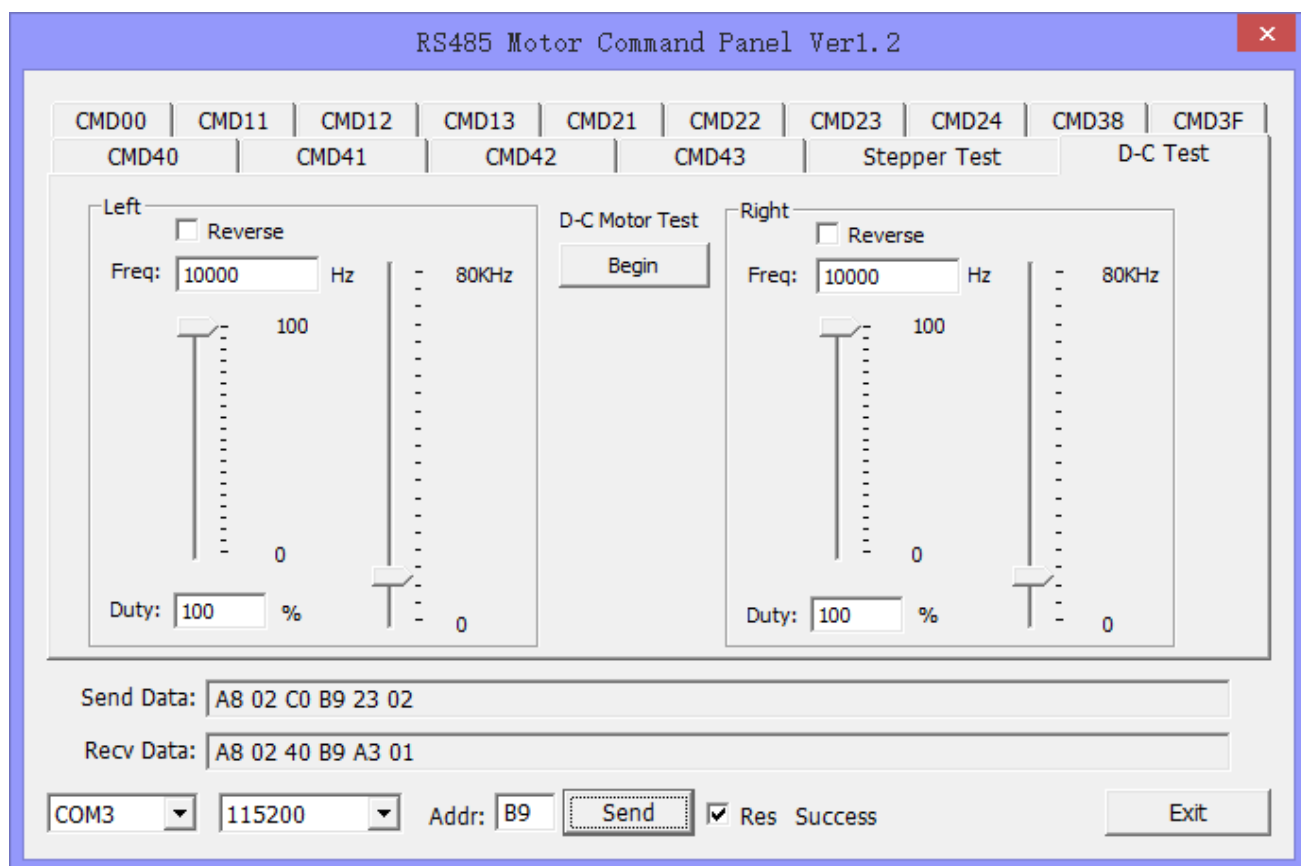 RS485 Motor Command Panel Ver1.2
CMD00 CMD11 CMD12 CMD13 CMD21 CMD22 CMD23 CMD24 CMD38 CMD3F
CMD40 CMD41 CMD42 CMD43 Stepper Test D-C Test
Left D-C Motor Test Right
Reverse Reverse
Freq: 10000 Hz 80KHz Begin Freq: 10000 Hz 80KHz
100 100
0 0
Duty: 100 % 0 Duty: 100 % 0
Send Data: A8 02 C0 B9 23 02
Recv Data: A8 02 40 B9 A3 01
COM3 115200 Addr: B9 Send Res Success Exit